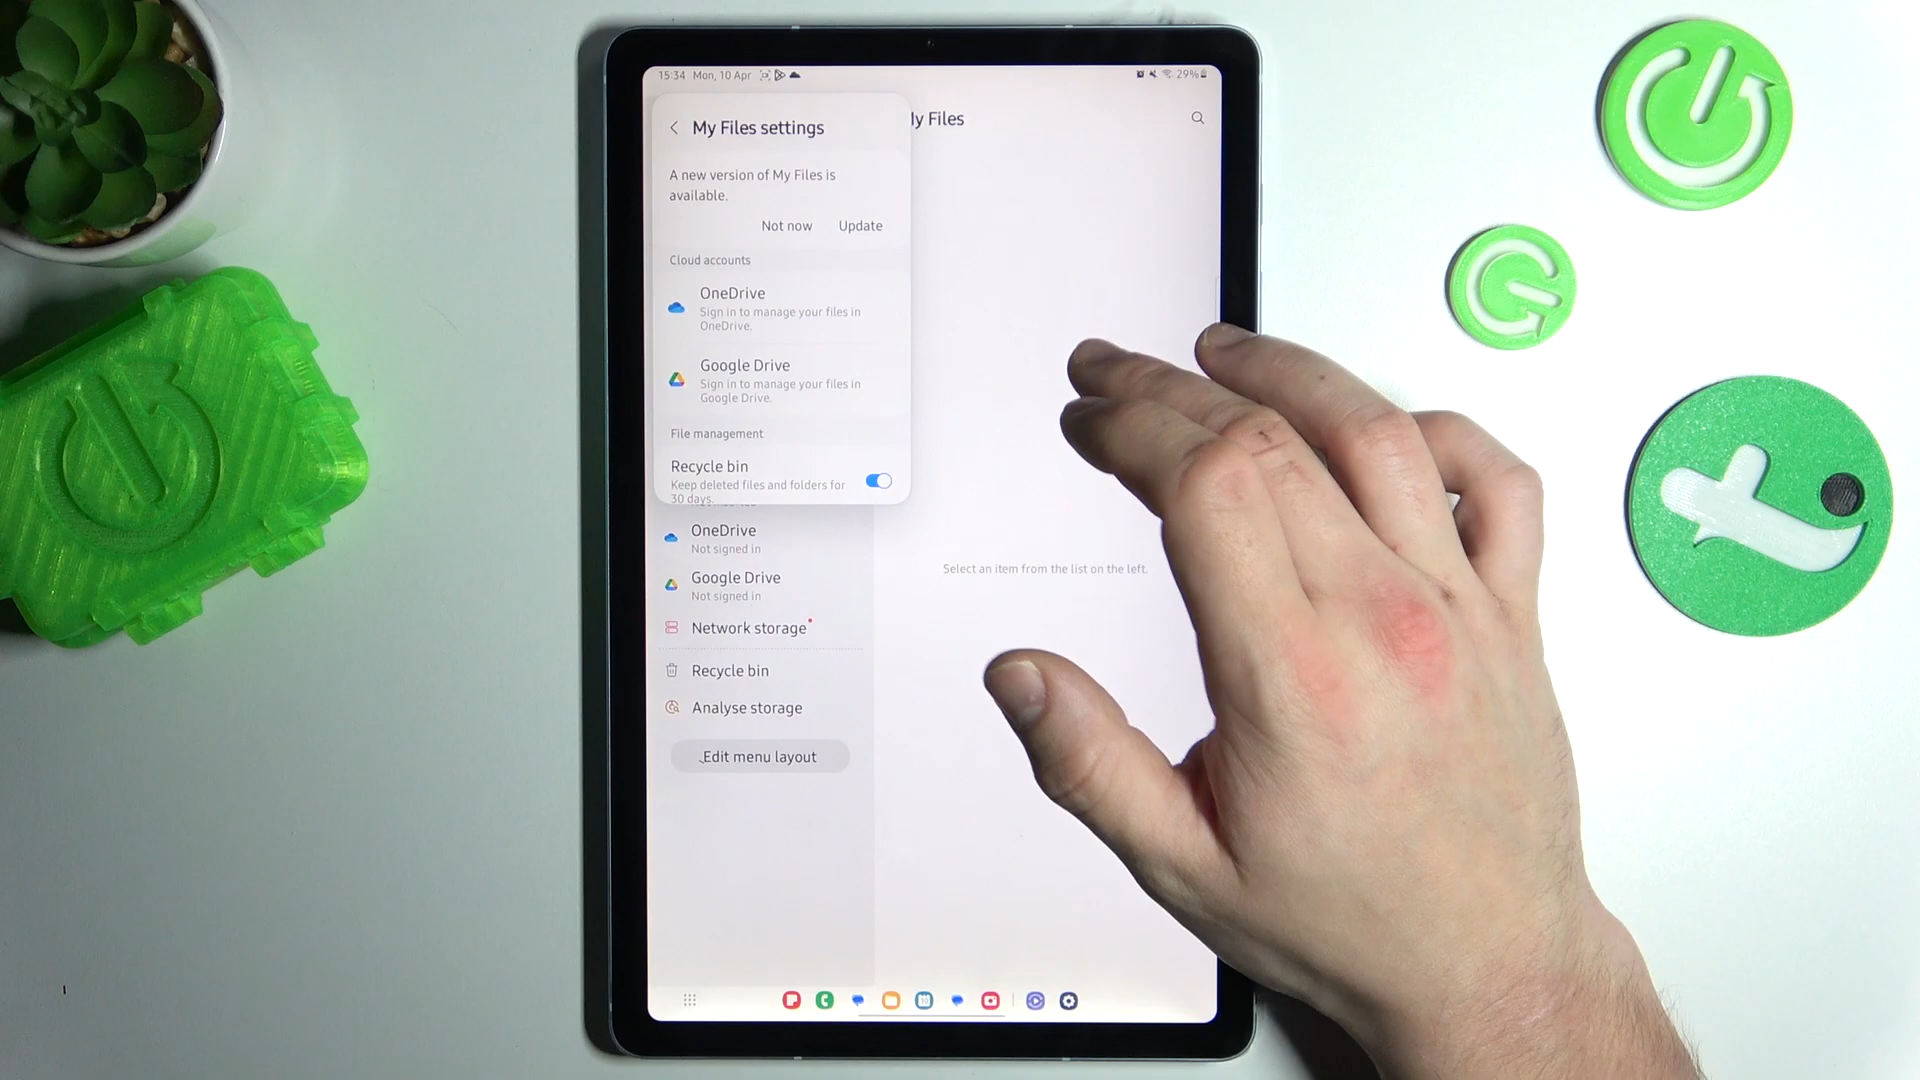 15:34 Mon, 10 Apr
29%
My Files settings
ly Files
A new version of My Files is
available.
Not now Update
Cloud accounts
OneDrive
Sign in to manage your files in
OneDrive.
Google Drive
Sign in to manage your files in
Google Drive.
File management
Recycle bin
Keep deleted files and folders for
30 days.
OneDrive
Not signed in
Google Drive
Not signed in
Network storage
Recycle bin
Analyse storage
Edit menu layout
Select an item from the list on the left.